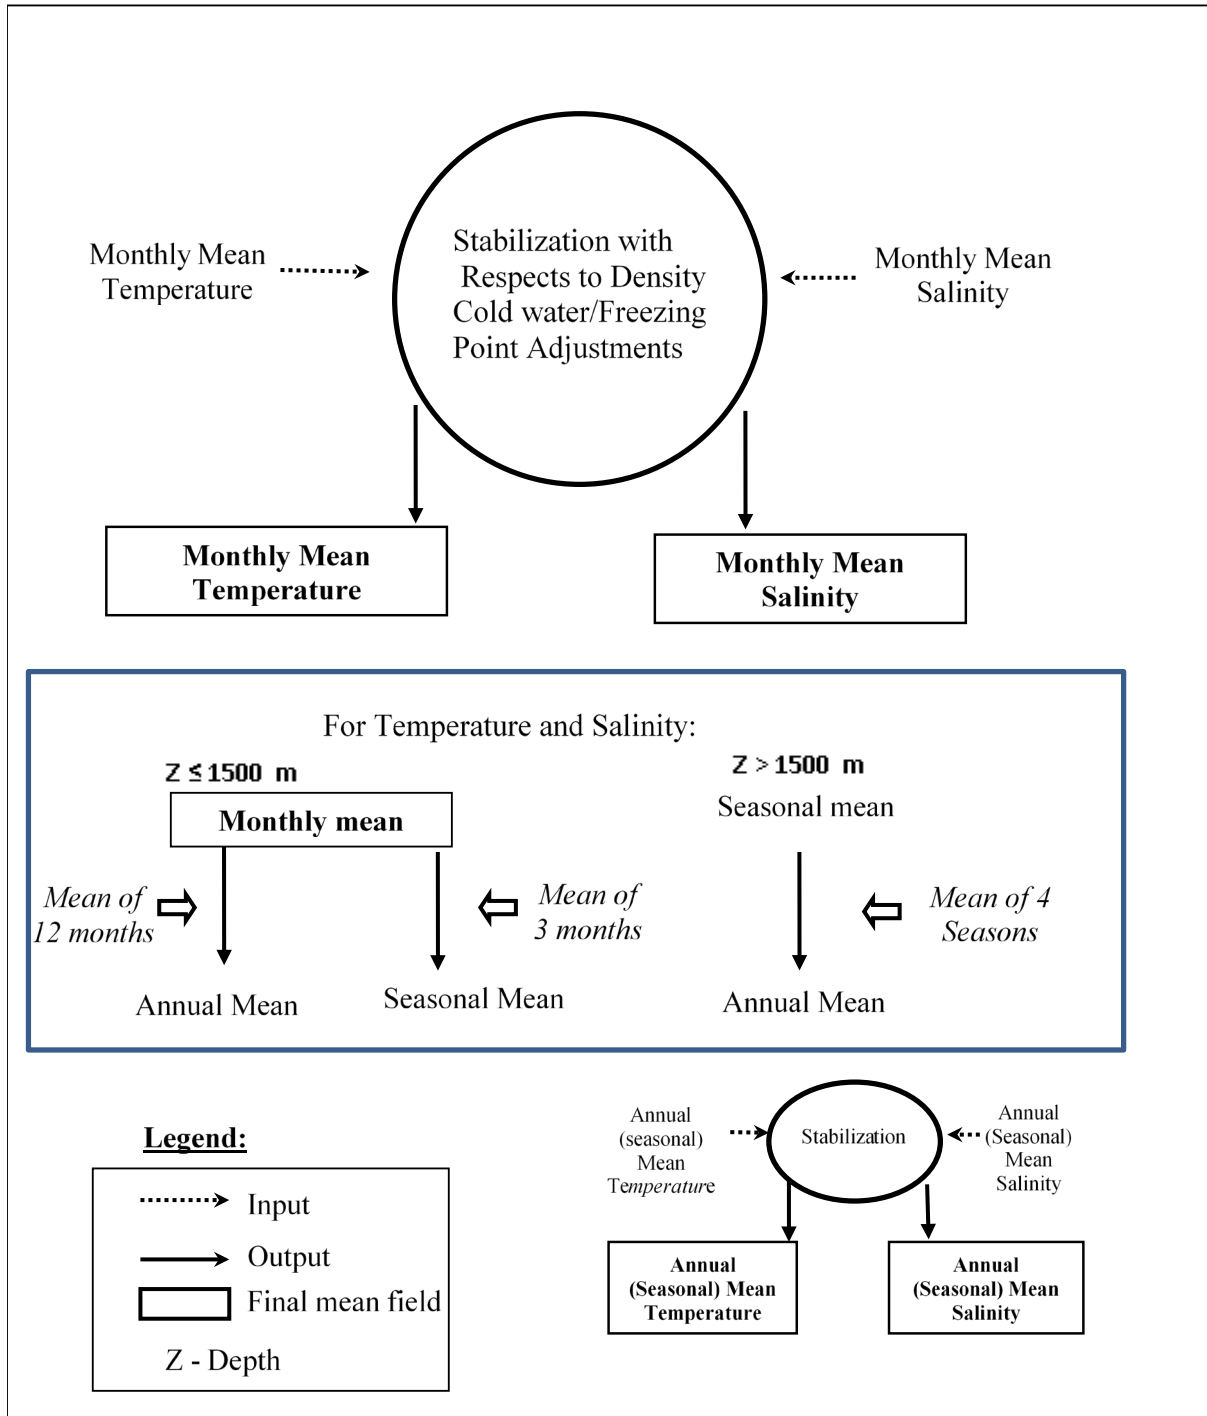 Monthly Mean
Temperature
Stabilization with
Respects to Density
Cold water/Freezing
Point Adjustments
Monthly Mean
Salinity
Monthly Mean
Temperature
Monthly Mean
Salinity
For Temperature and Salinity:
Z ≤ 1500 m
Monthly mean
Z > 1500 m
Seasonal mean
Mean of
12 months
Mean of
3 months
Mean of 4
Seasons
Annual Mean
Seasonal Mean
Annual Mean
Legend:
Input
Output
Final mean field
Z - Depth
Annual
(seasonal)
Mean
Temperature
Stabilization
Annual
(Seasonal)
Mean
Salinity
Annual
(Seasonal) Mean
Temperature
Annual
(Seasonal) Mean
Salinity